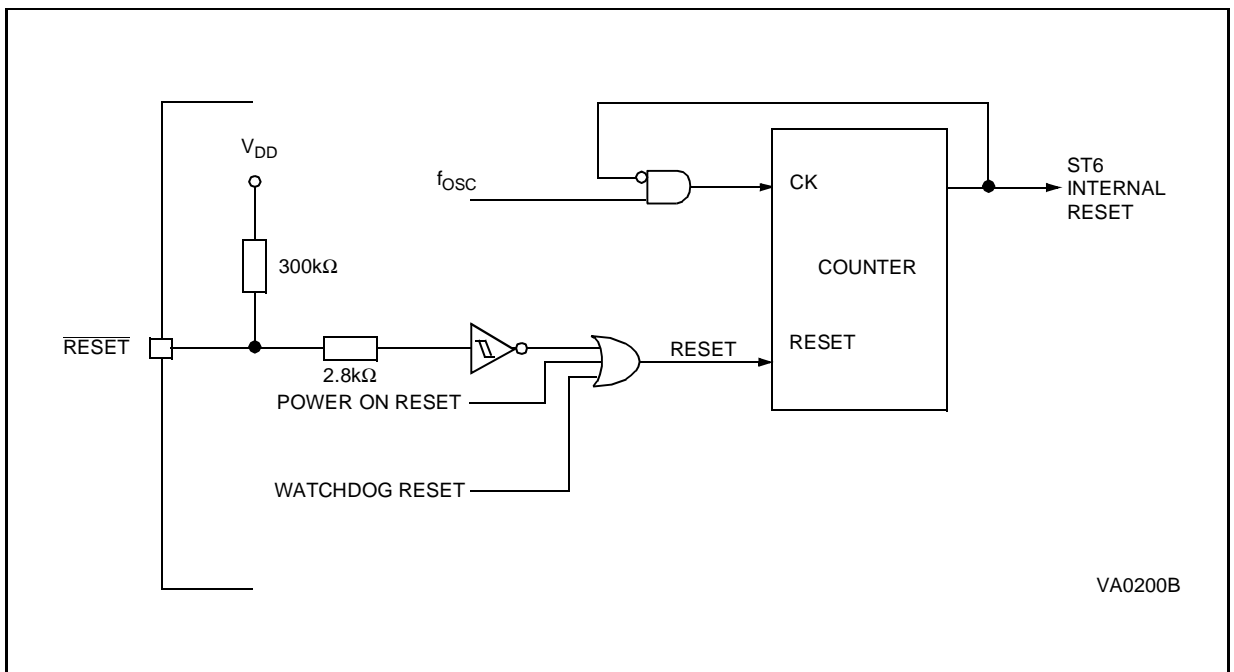 V_DD
f_OSC
CK
ST6
INTERNAL
RESET
300kΩ
COUNTER
RESET
RESET
RESET
2.8kΩ
POWER ON RESET
WATCHDOG RESET
VA0200B